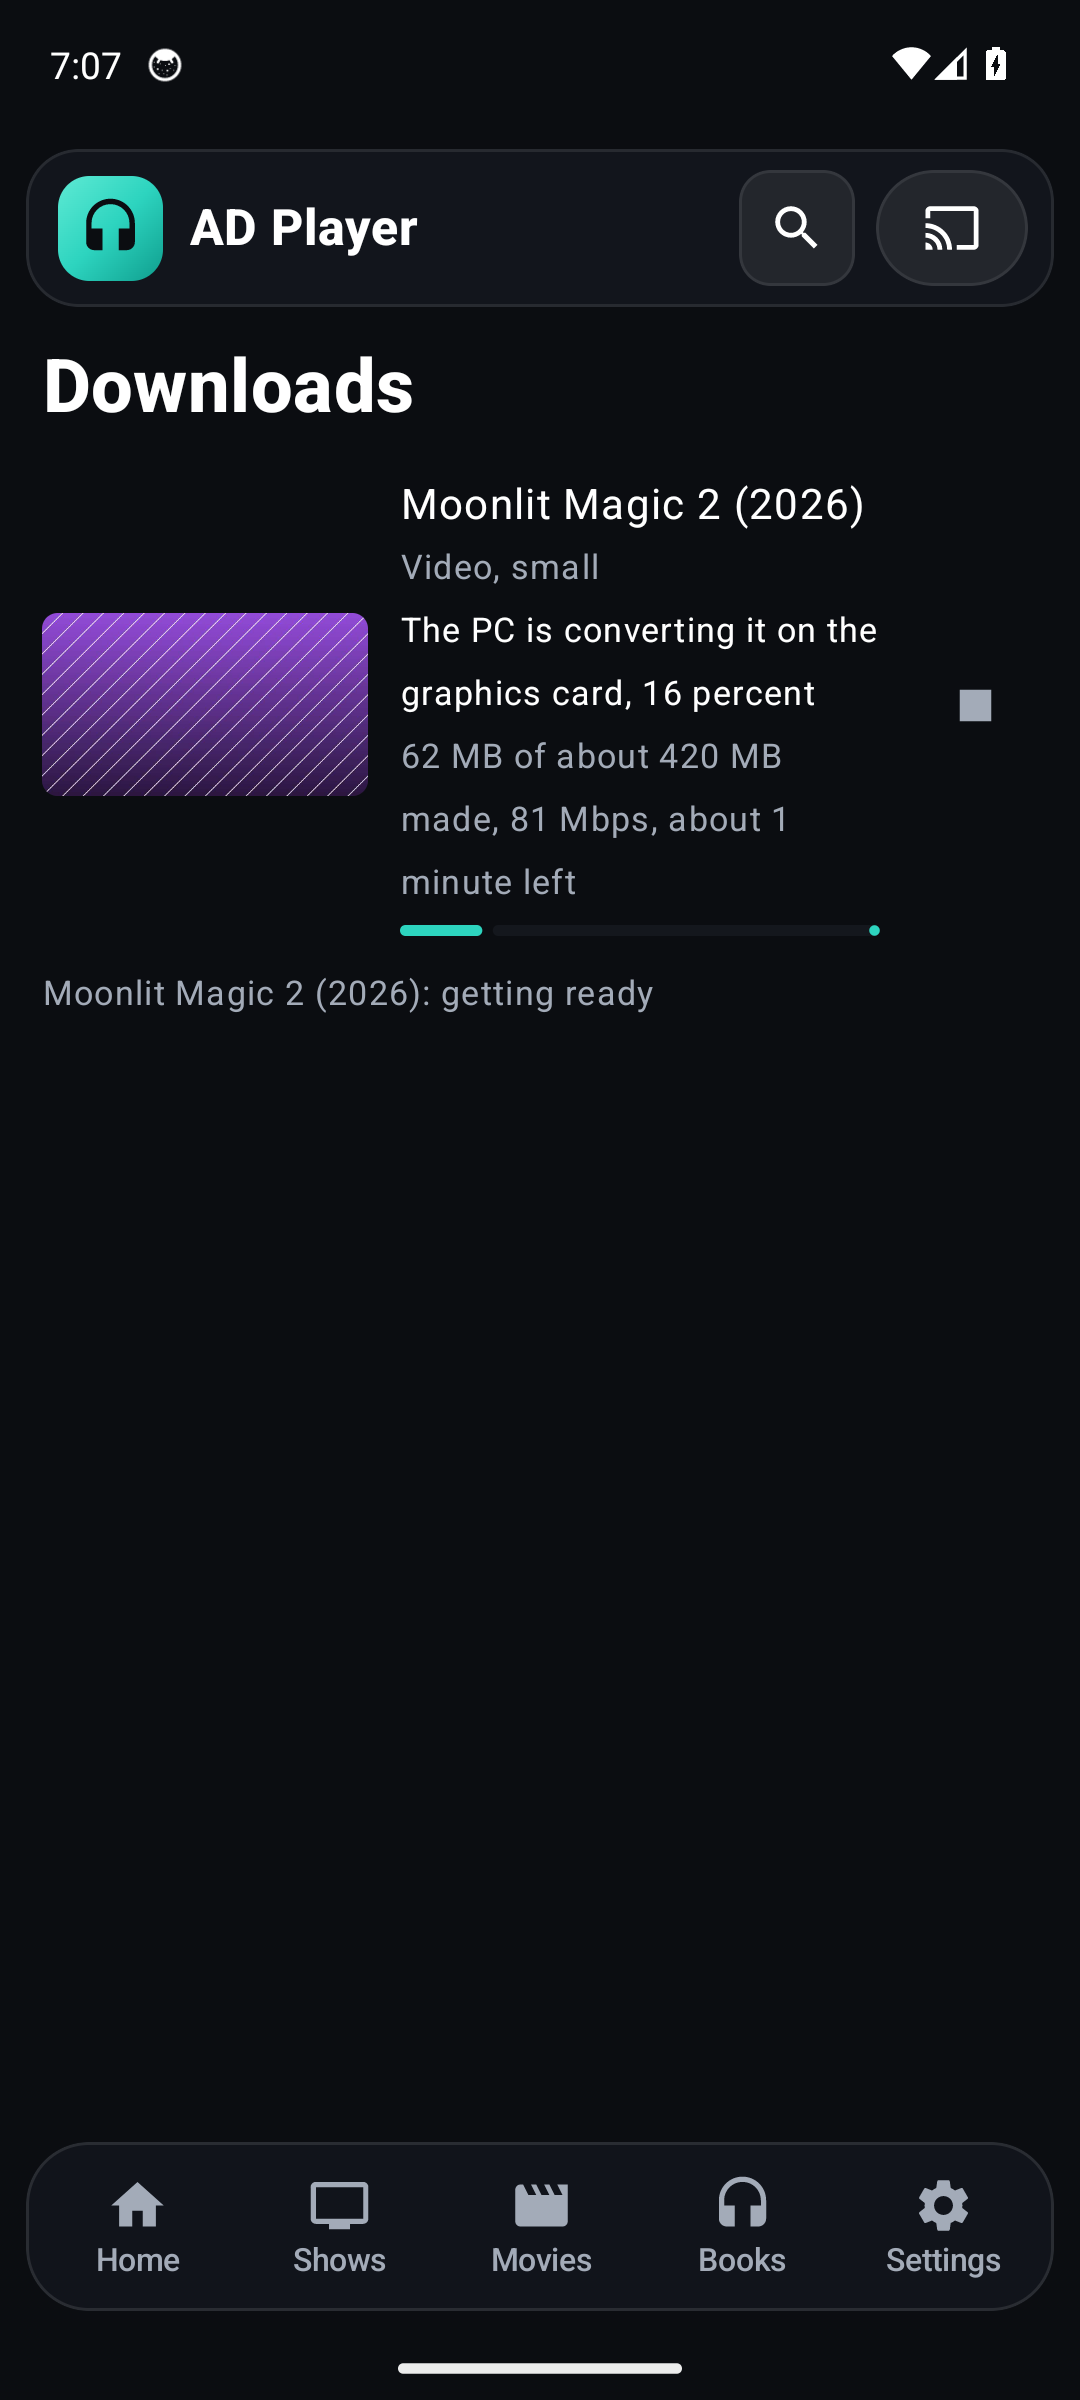 7:07
AD Player
Downloads
Moonlit Magic 2 (2026)
Video, small
The PC is converting it on the
graphics card, 16 percent
62 MB of about 420 MB
made, 81 Mbps, about 1
minute left
Moonlit Magic 2 (2026): getting ready
Home
Shows
Movies
Books
Settings